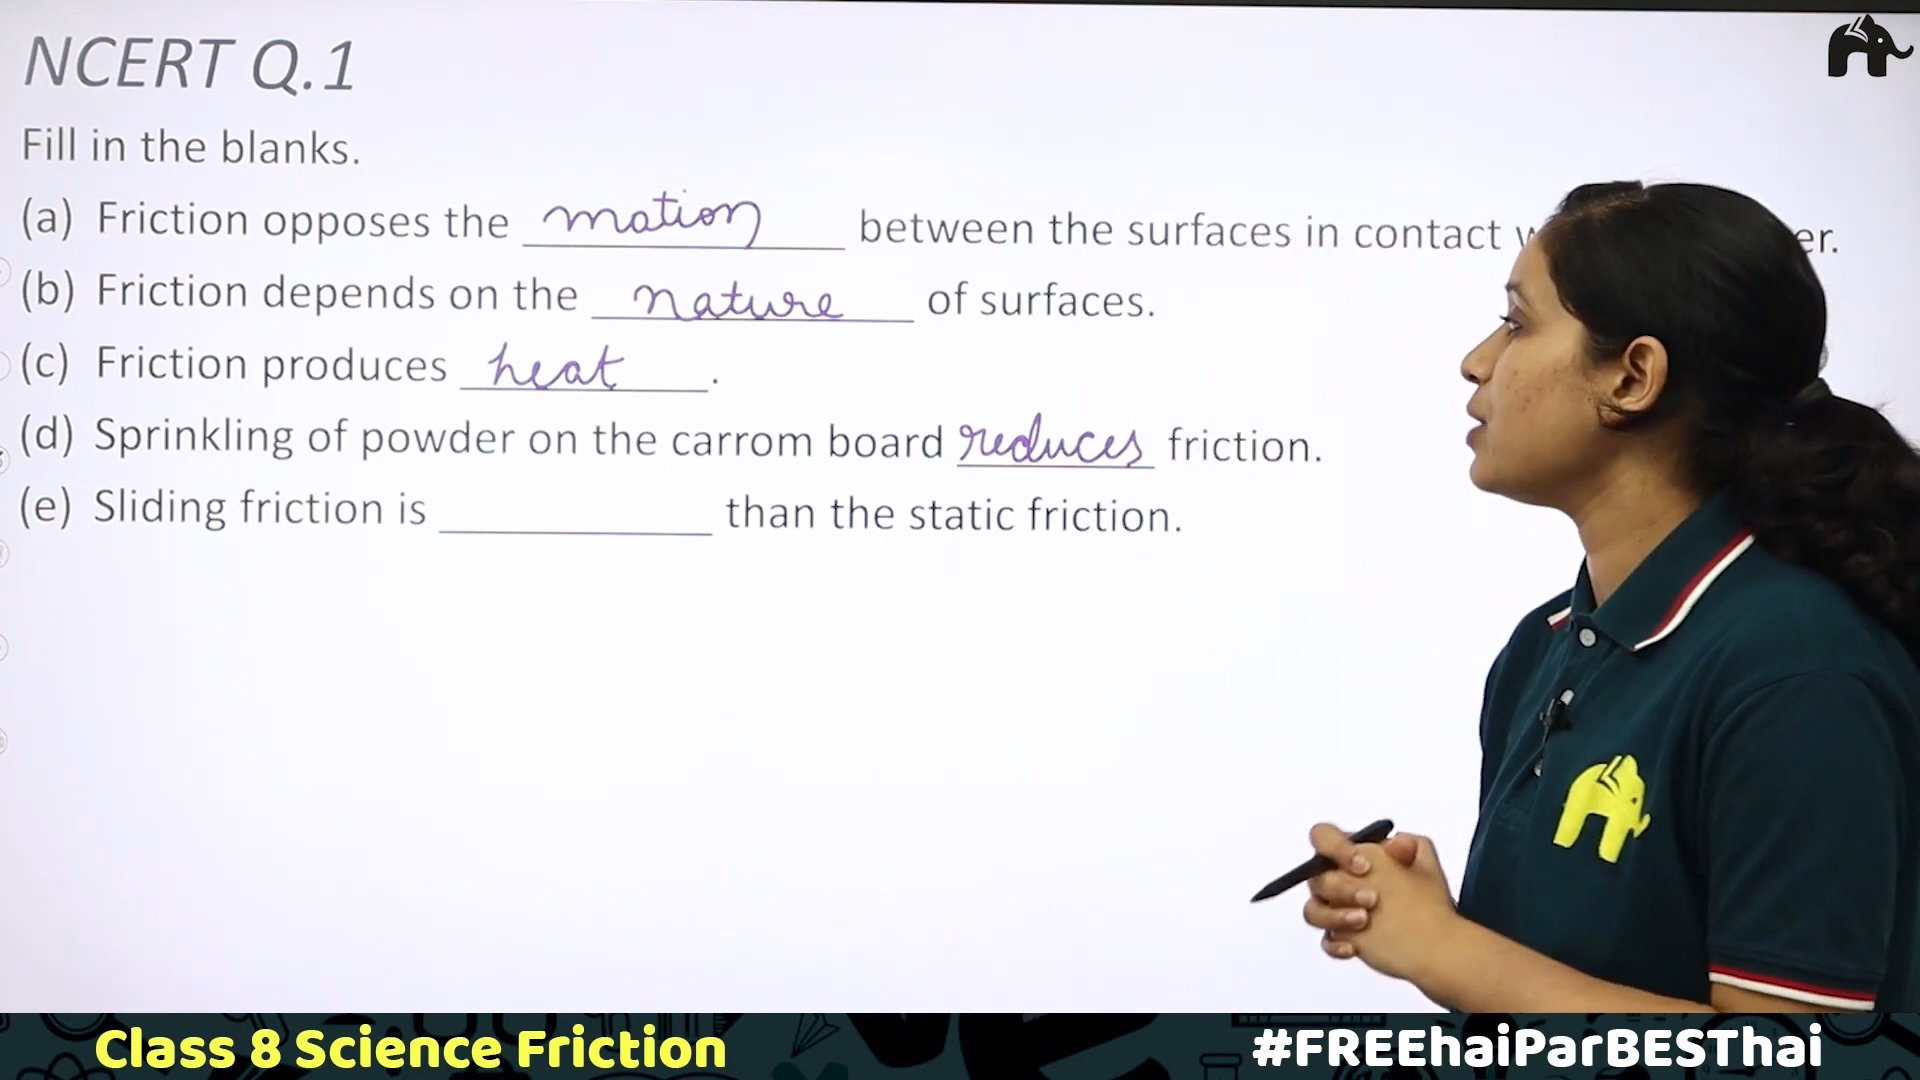 NCERT Q.1
Fill in the blanks.
(a) Friction opposes the motion between the surfaces in contact er.
(b) Friction depends on the nature of surfaces.
(c) Friction produces heat.
(d) Sprinkling of powder on the carrom board reduces friction.
(e) Sliding friction is ____________ than the static friction.
Class 8 Science Friction
#FREEhaiParBESThai